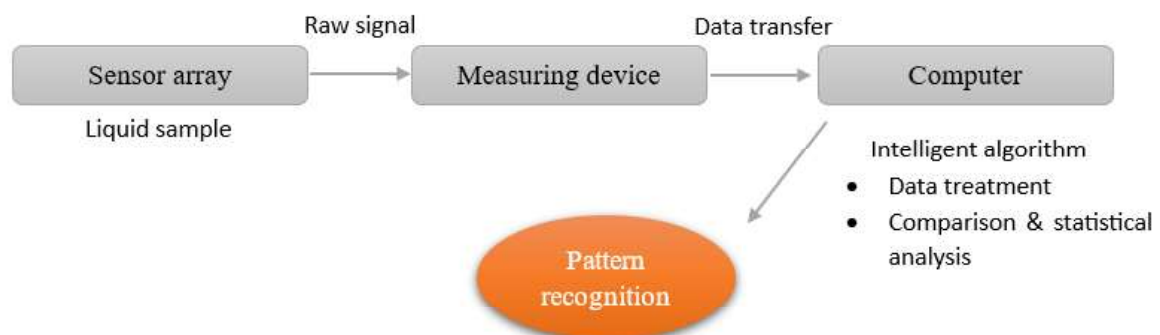 Raw signal
Data transfer
Sensor array
Measuring device
Computer
Liquid sample
Intelligent algorithm
• Data treatment
• Comparison & statistical
analysis
Pattern
recognition